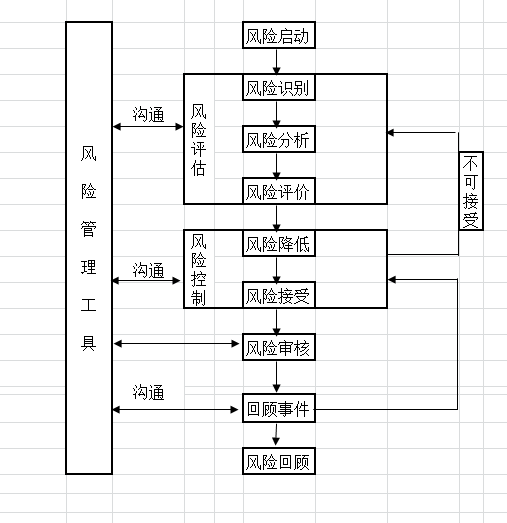 风险启动
风险识别
沟通
风险评估
风险分析
风险管理工具
不可接受
风险评价
风险控制
风险降低
沟通
风险接受
风险审核
沟通
回顾事件
风险回顾